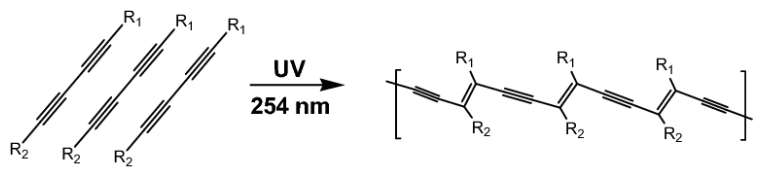 R₁ R₁ R₁
R₂ R₂ R₂
UV
254 nm
R₁ R₁ R₁
R₂ R₂ R₂